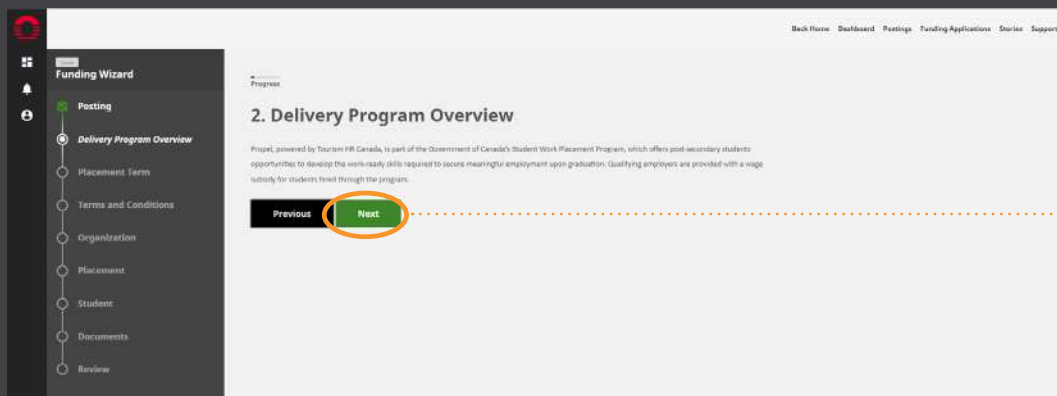 Back Home Dashboard Postings Funding Applications Stories Support
Funding Wizard
Posting
Delivery Program Overview
Placement Term
Terms and Conditions
Organization
Placement
Student
Documents
Review
Progress
2. Delivery Program Overview
Propel, powered by Tourism HR Canada, is part of the Government of Canada's Student Work Placement Program, which offers post-secondary students
opportunities to develop the work-ready skills required to secure meaningful employment upon graduation. Qualifying employers are provided with a wage
subsidy for students hired through the program.
Previous Next